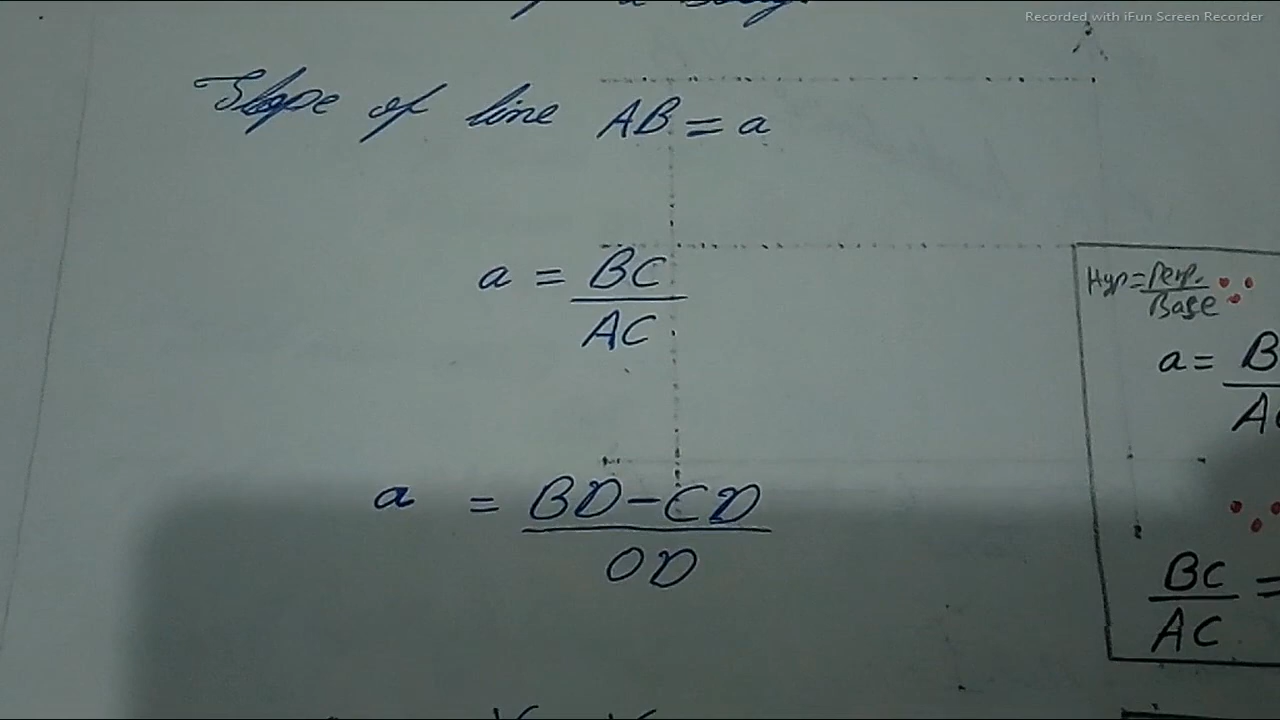 Recorded with iFun Screen Recorder
Slope of line AB = a
a = BC
AC
a = BD-CD
OD
Hyp = Perp.
Base
a = B
A
BC =
AC